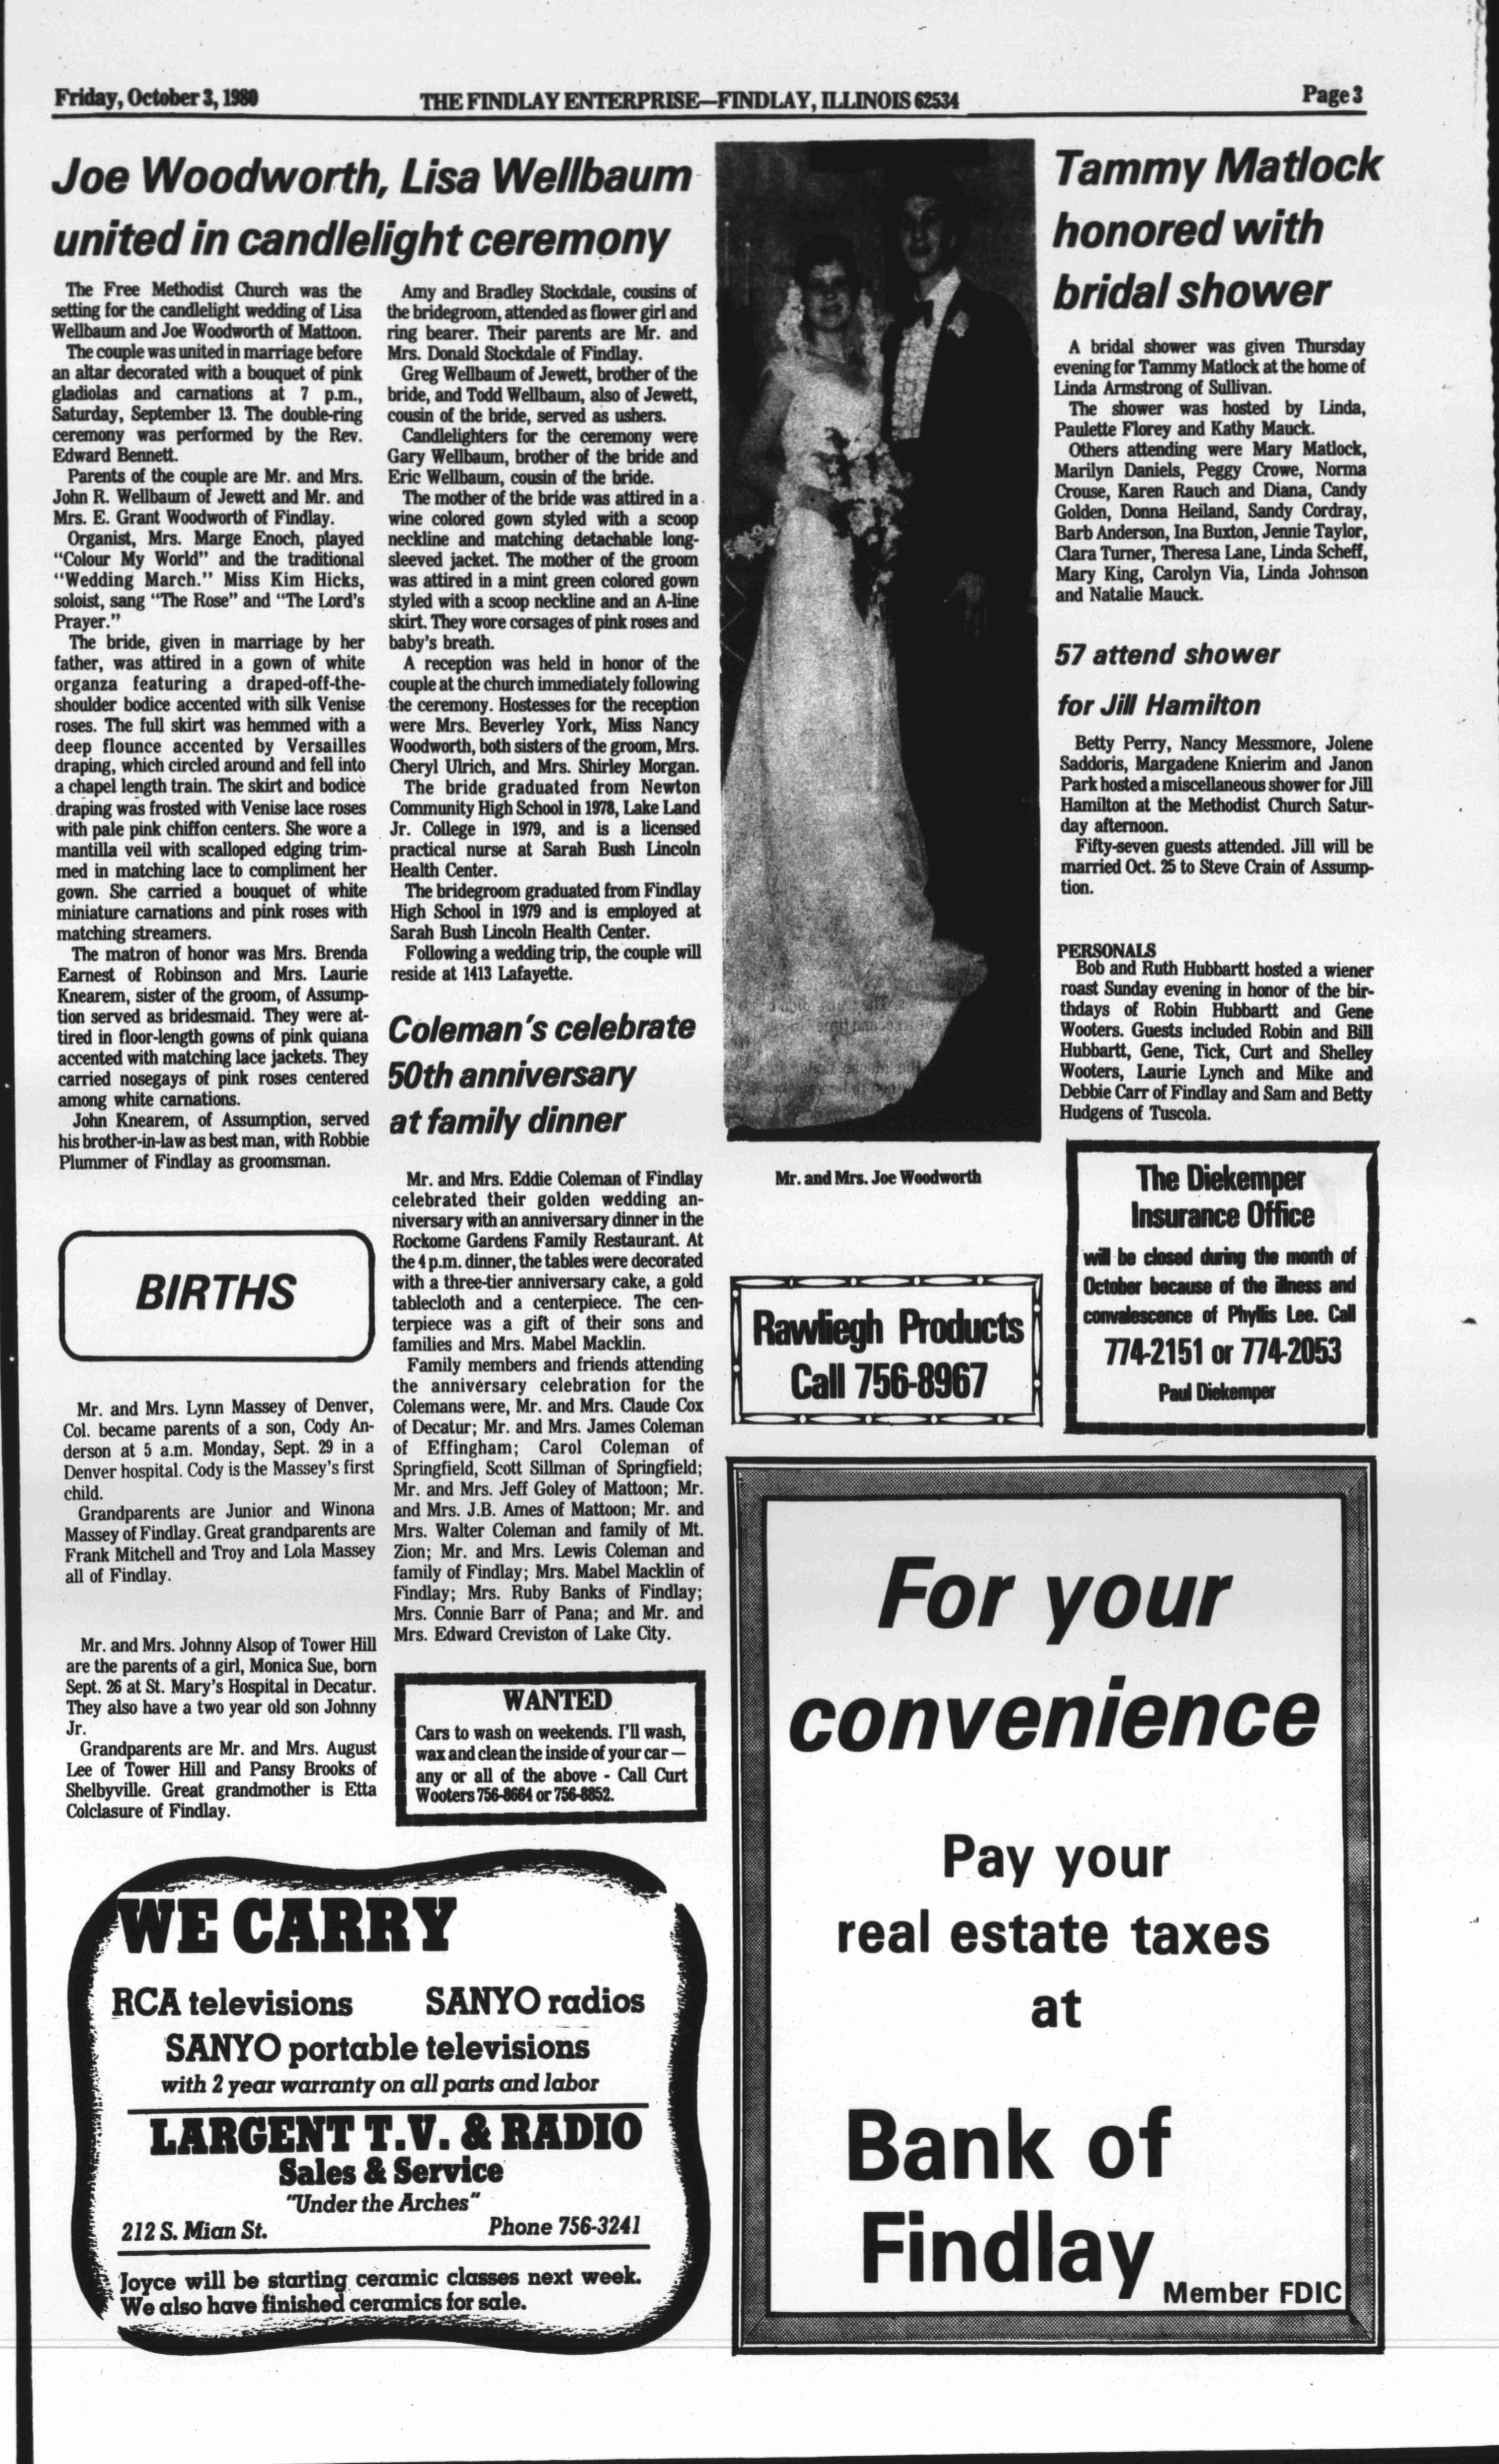 Friday, October 3, 1980
THE FINDLAY ENTERPRISE—FINDLAY, ILLINOIS 62534
Page 3
Joe Woodworth, Lisa Wellbaum
united in candlelight ceremony
The Free Methodist Church was the
setting for the candlelight wedding of Lisa
Wellbaum and Joe Woodworth of Mattoon.
The couple was united in marriage before
an altar decorated with a bouquet of pink
gladiolas and carnations at 7 p.m.,
Saturday, September 13. The double-ring
ceremony was performed by the Rev.
Edward Bennett.
Parents of the couple are Mr. and Mrs.
John R. Wellbaum of Jewett and Mr. and
Mrs. E. Grant Woodworth of Findlay.
Organist, Mrs. Marge Enoch, played
"Colour My World" and the traditional
"Wedding March." Miss Kim Hicks,
soloist, sang "The Rose" and "The Lord's
Prayer."
The bride, given in marriage by her
father, was attired in a gown of white
organza featuring a draped-off-the-
shoulder bodice accented with silk Venise
roses. The full skirt was hemmed with a
deep flounce accented by Versailles
draping, which circled around and fell into
a chapel length train. The skirt and bodice
draping was frosted with Venise lace roses
with pale pink chiffon centers. She wore a
mantilla veil with scalloped edging trim-
med in matching lace to compliment her
gown. She carried a bouquet of white
miniature carnations and pink roses with
matching streamers.
The matron of honor was Mrs. Brenda
Earnest of Robinson and Mrs. Laurie
Knearem, sister of the groom, of Assump-
tion served as bridesmaid. They were at-
tired in floor-length gowns of pink quiana
accented with matching lace jackets. They
carried nosegays of pink roses centered
among white carnations.
John Knearem, of Assumption, served
his brother-in-law as best man, with Robbie
Plummer of Findlay as groomsman.
Amy and Bradley Stockdale, cousins of
the bridegroom, attended as flower girl and
ring bearer. Their parents are Mr. and
Mrs. Donald Stockdale of Findlay.
Greg Wellbaum of Jewett, brother of the
bride, and Todd Wellbaum, also of Jewett,
cousin of the bride, served as ushers.
Candlelighters for the ceremony were
Gary Wellbaum, brother of the bride and
Eric Wellbaum, cousin of the bride.
The mother of the bride was attired in a
wine colored gown styled with a scoop
neckline and matching detachable long-
sleeved jacket. The mother of the groom
was attired in a mint green colored gown
styled with a scoop neckline and an A-line
skirt. They wore corsages of pink roses and
baby's breath.
A reception was held in honor of the
couple at the church immediately following
the ceremony. Hostesses for the reception
were Mrs. Beverley York, Miss Nancy
Woodworth, both sisters of the groom, Mrs.
Cheryl Ulrich, and Mrs. Shirley Morgan.
The bride graduated from Newton
Community High School in 1978, Lake Land
Jr. College in 1979, and is a licensed
practical nurse at Sarah Bush Lincoln
Health Center.
The bridegroom graduated from Findlay
High School in 1979 and is employed at
Sarah Bush Lincoln Health Center.
Following a wedding trip, the couple will
reside at 1413 Lafayette.
Mr. and Mrs. Joe Woodworth
Coleman's celebrate
50th anniversary
at family dinner
Mr. and Mrs. Eddie Coleman of Findlay
celebrated their golden wedding an-
niversary with an anniversary dinner in the
Rockome Gardens Family Restaurant. At
the 4 p.m. dinner, the tables were decorated
with a three-tier anniversary cake, a gold
tablecloth and a centerpiece. The cen-
terpiece was a gift of their sons and
families and Mrs. Mabel Macklin.
Family members and friends attending
the anniversary celebration for the
Colemans were, Mr. and Mrs. Claude Cox
of Decatur; Mr. and Mrs. James Coleman
of Effingham; Carol Coleman of
Springfield, Scott Sillman of Springfield;
Mr. and Mrs. Jeff Goley of Mattoon; Mr.
and Mrs. J.B. Ames of Mattoon; Mr. and
Mrs. Walter Coleman and family of Mt.
Zion; Mr. and Mrs. Lewis Coleman and
family of Findlay; Mrs. Mabel Macklin of
Findlay; Mrs. Ruby Banks of Findlay;
Mrs. Connie Barr of Pana; and Mr. and
Mrs. Edward Creviston of Lake City.
Tammy Matlock
honored with
bridal shower
A bridal shower was given Thursday
evening for Tammy Matlock at the home of
Linda Armstrong of Sullivan.
The shower was hosted by Linda,
Paulette Florey and Kathy Mauck.
Others attending were Mary Matlock,
Marilyn Daniels, Peggy Crowe, Norma
Crouse, Karen Rauch and Diana, Candy
Golden, Donna Heiland, Sandy Cordray,
Barb Anderson, Ina Buxton, Jennie Taylor,
Clara Turner, Theresa Lane, Linda Scheff,
Mary King, Carolyn Via, Linda Johnson
and Natalie Mauck.
57 attend shower
for Jill Hamilton
Betty Perry, Nancy Messmore, Jolene
Saddoris, Margadene Knierim and Janon
Park hosted a miscellaneous shower for Jill
Hamilton at the Methodist Church Satur-
day afternoon.
Fifty-seven guests attended. Jill will be
married Oct. 25 to Steve Crain of Assump-
tion.
PERSONALS
Bob and Ruth Hubbartt hosted a wiener
roast Sunday evening in honor of the bir-
thdays of Robin Hubbartt and Gene
Wooters. Guests included Robin and Bill
Hubbartt, Gene, Tick, Curt and Shelley
Wooters, Laurie Lynch and Mike and
Debbie Carr of Findlay and Sam and Betty
Hudgens of Tuscola.
BIRTHS
Mr. and Mrs. Lynn Massey of Denver,
Col. became parents of a son, Cody An-
derson at 5 a.m. Monday, Sept. 29 in a
Denver hospital. Cody is the Massey's first
child.
Grandparents are Junior and Winona
Massey of Findlay. Great grandparents are
Frank Mitchell and Troy and Lola Massey
all of Findlay.
Mr. and Mrs. Johnny Alsop of Tower Hill
are the parents of a girl, Monica Sue, born
Sept. 26 at St. Mary's Hospital in Decatur.
They also have a two year old son Johnny
Jr.
Grandparents are Mr. and Mrs. August
Lee of Tower Hill and Pansy Brooks of
Shelbyville. Great grandmother is Etta
Colclasure of Findlay.
WANTED
Cars to wash on weekends. I'll wash,
wax and clean the inside of your car —
any or all of the above - Call Curt
Wooters 756-8664 or 756-8852.
Rawliegh Products
Call 756-8967
The Diekemper
Insurance Office
will be closed during the month of
October because of the illness and
convalescence of Phyllis Lee. Call
774-2151 or 774-2053
Paul Diekemper
WE CARRY
RCA televisions SANYO radios
SANYO portable televisions
with 2 year warranty on all parts and labor
LARGENT T.V. & RADIO
Sales & Service
"Under the Arches"
212 S. Mian St. Phone 756-3241
Joyce will be starting ceramic classes next week.
We also have finished ceramics for sale.
For your
convenience
Pay your
real estate taxes
at
Bank of
Findlay
Member FDIC